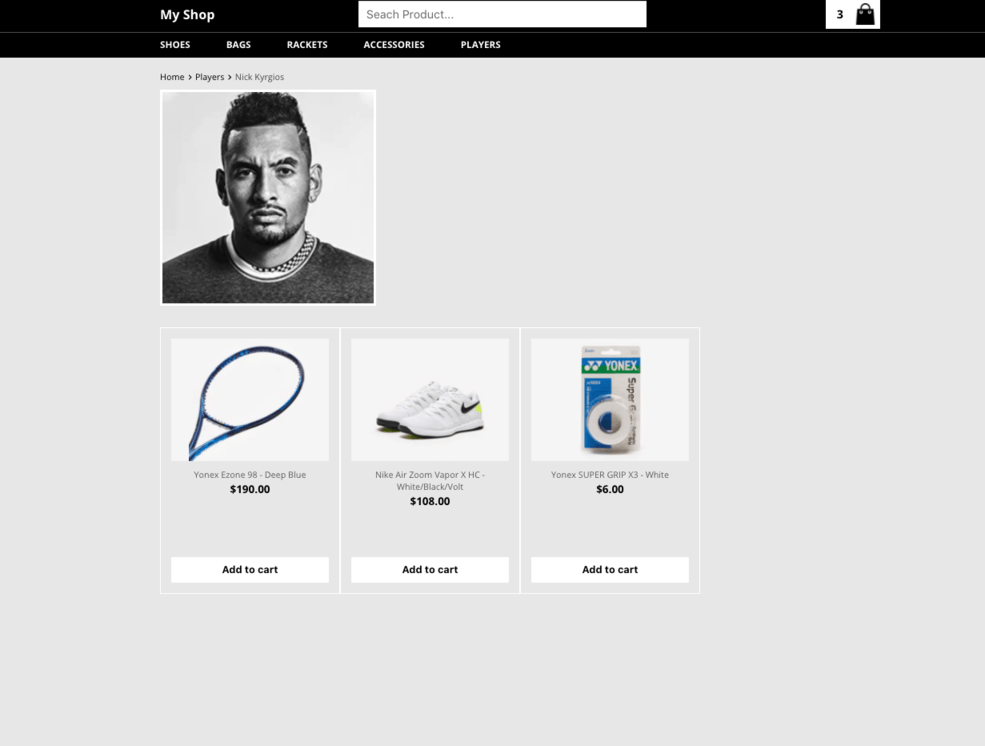 My Shop
Seach Product...
3
SHOES
BAGS
RACKETS
ACCESSORIES
PLAYERS
Home > Players > Nick Kyrgios
YONEX
Super G
Yonex Ezone 98 - Deep Blue
$190.00
Nike Air Zoom Vapor X HC -
White/Black/Volt
$108.00
Yonex SUPER GRIP X3 - White
$6.00
Add to cart
Add to cart
Add to cart